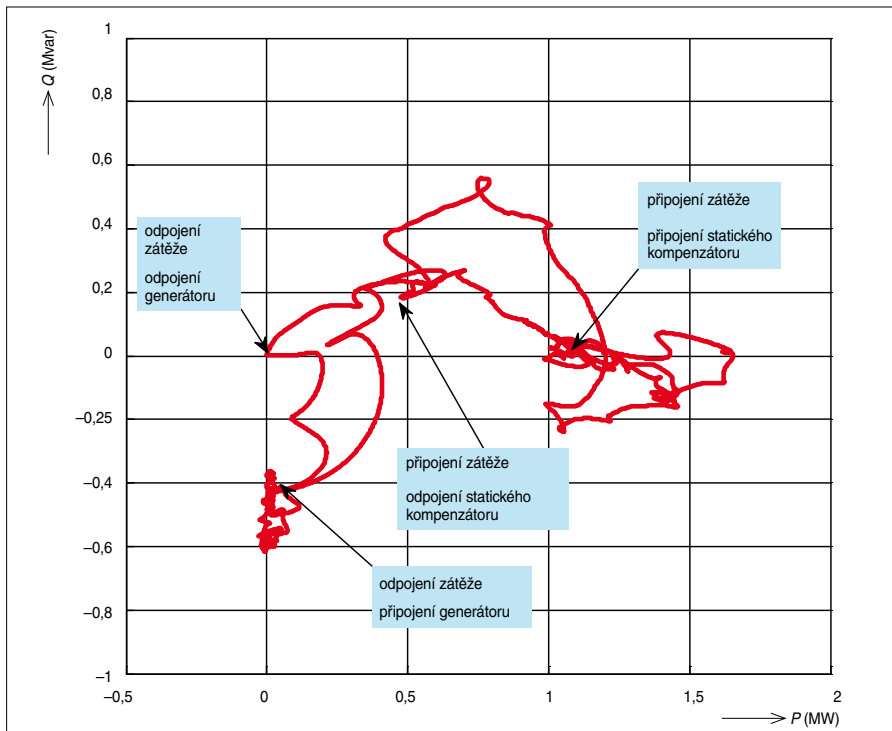 1
Q (Mvar)
0,8
0,6
0,4
0,2
0
–0,25
–0,4
–0,6
–0,8
–1
odpojení
zátěže
odpojení
generátoru
připojení zátěže
připojení statického
kompenzátoru
připojení zátěže
odpojení statického
kompenzátoru
odpojení zátěže
připojení generátoru
–0,5
0
0,5
1
1,5
2
P (MW)